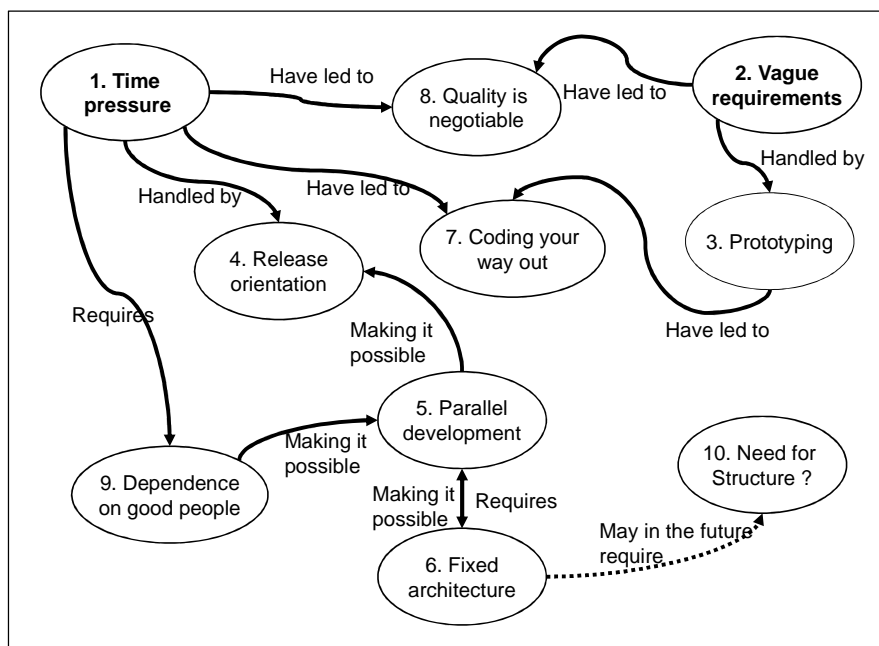 1. Time
pressure
Have led to
8. Quality is
negotiable
Have led to
2. Vague
requirements
Handled by
Handled by
Have led to
7. Coding your
way out
3. Prototyping
4. Release
orientation
Requires
Making it
possible
Have led to
5. Parallel
development
Making it
possible
9. Dependence
on good people
Making it
possible
Requires
10. Need for
Structure ?
May in the future
require
6. Fixed
architecture